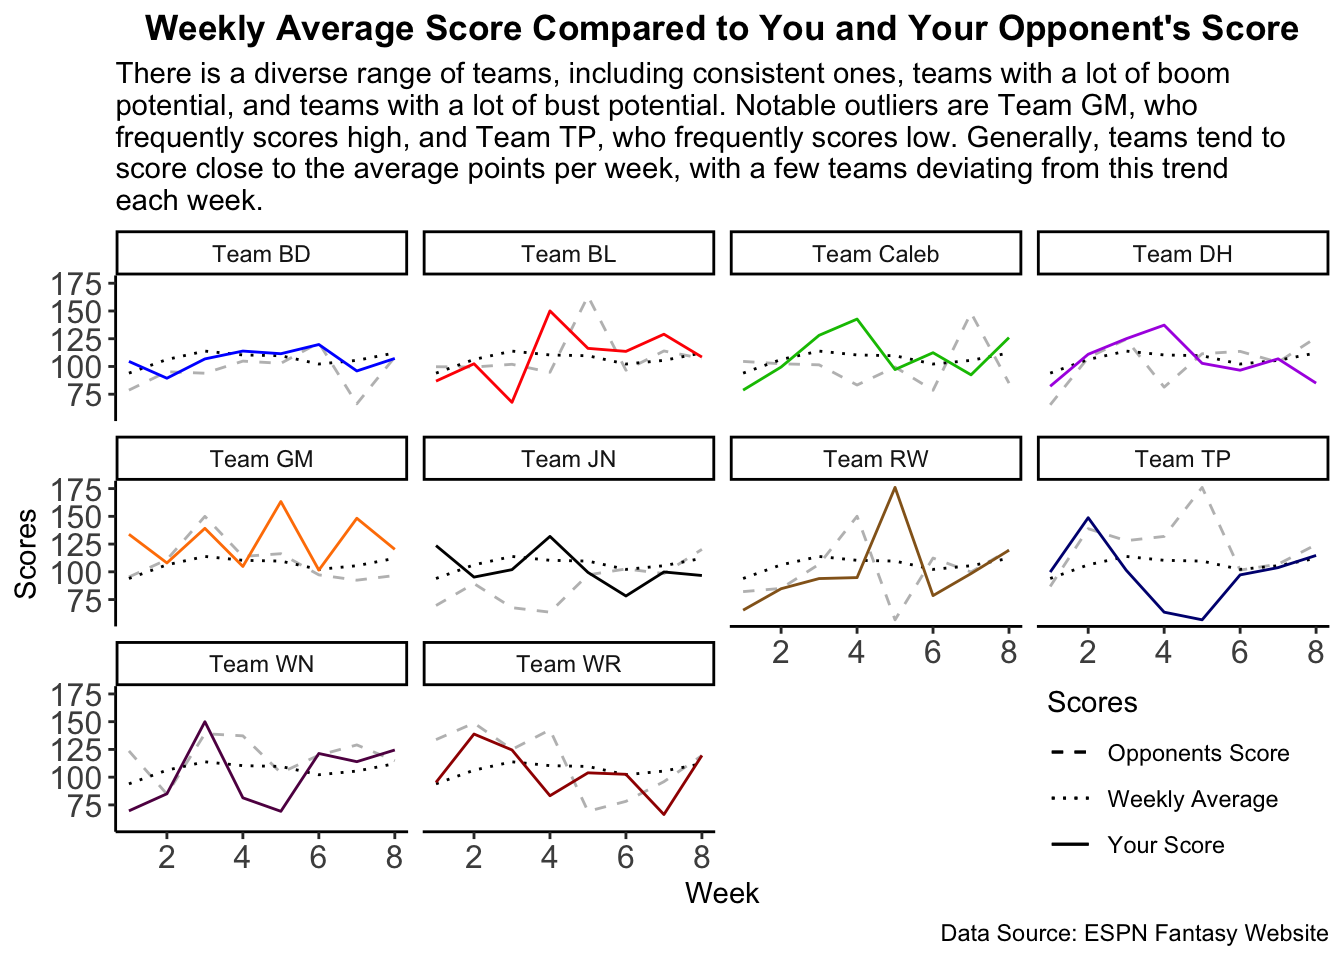 Weekly Average Score Compared to You and Your Opponent's Score
There is a diverse range of teams, including consistent ones, teams with a lot of boom
potential, and teams with a lot of bust potential. Notable outliers are Team GM, who
frequently scores high, and Team TP, who frequently scores low. Generally, teams tend to
score close to the average points per week, with a few teams deviating from this trend
each week.
Team BD
Team BL
Team Caleb
Team DH
175
150
125
100
75
Team GM
Team JN
Team RW
Team TP
175
150
125
100
75
2 4 6 8
2 4 6 8
Scores
Team WN
Team WR
175
150
125
100
75
2 4 6 8
2 4 6 8
Week
Scores
Opponents Score
Weekly Average
Your Score
Data Source: ESPN Fantasy Website